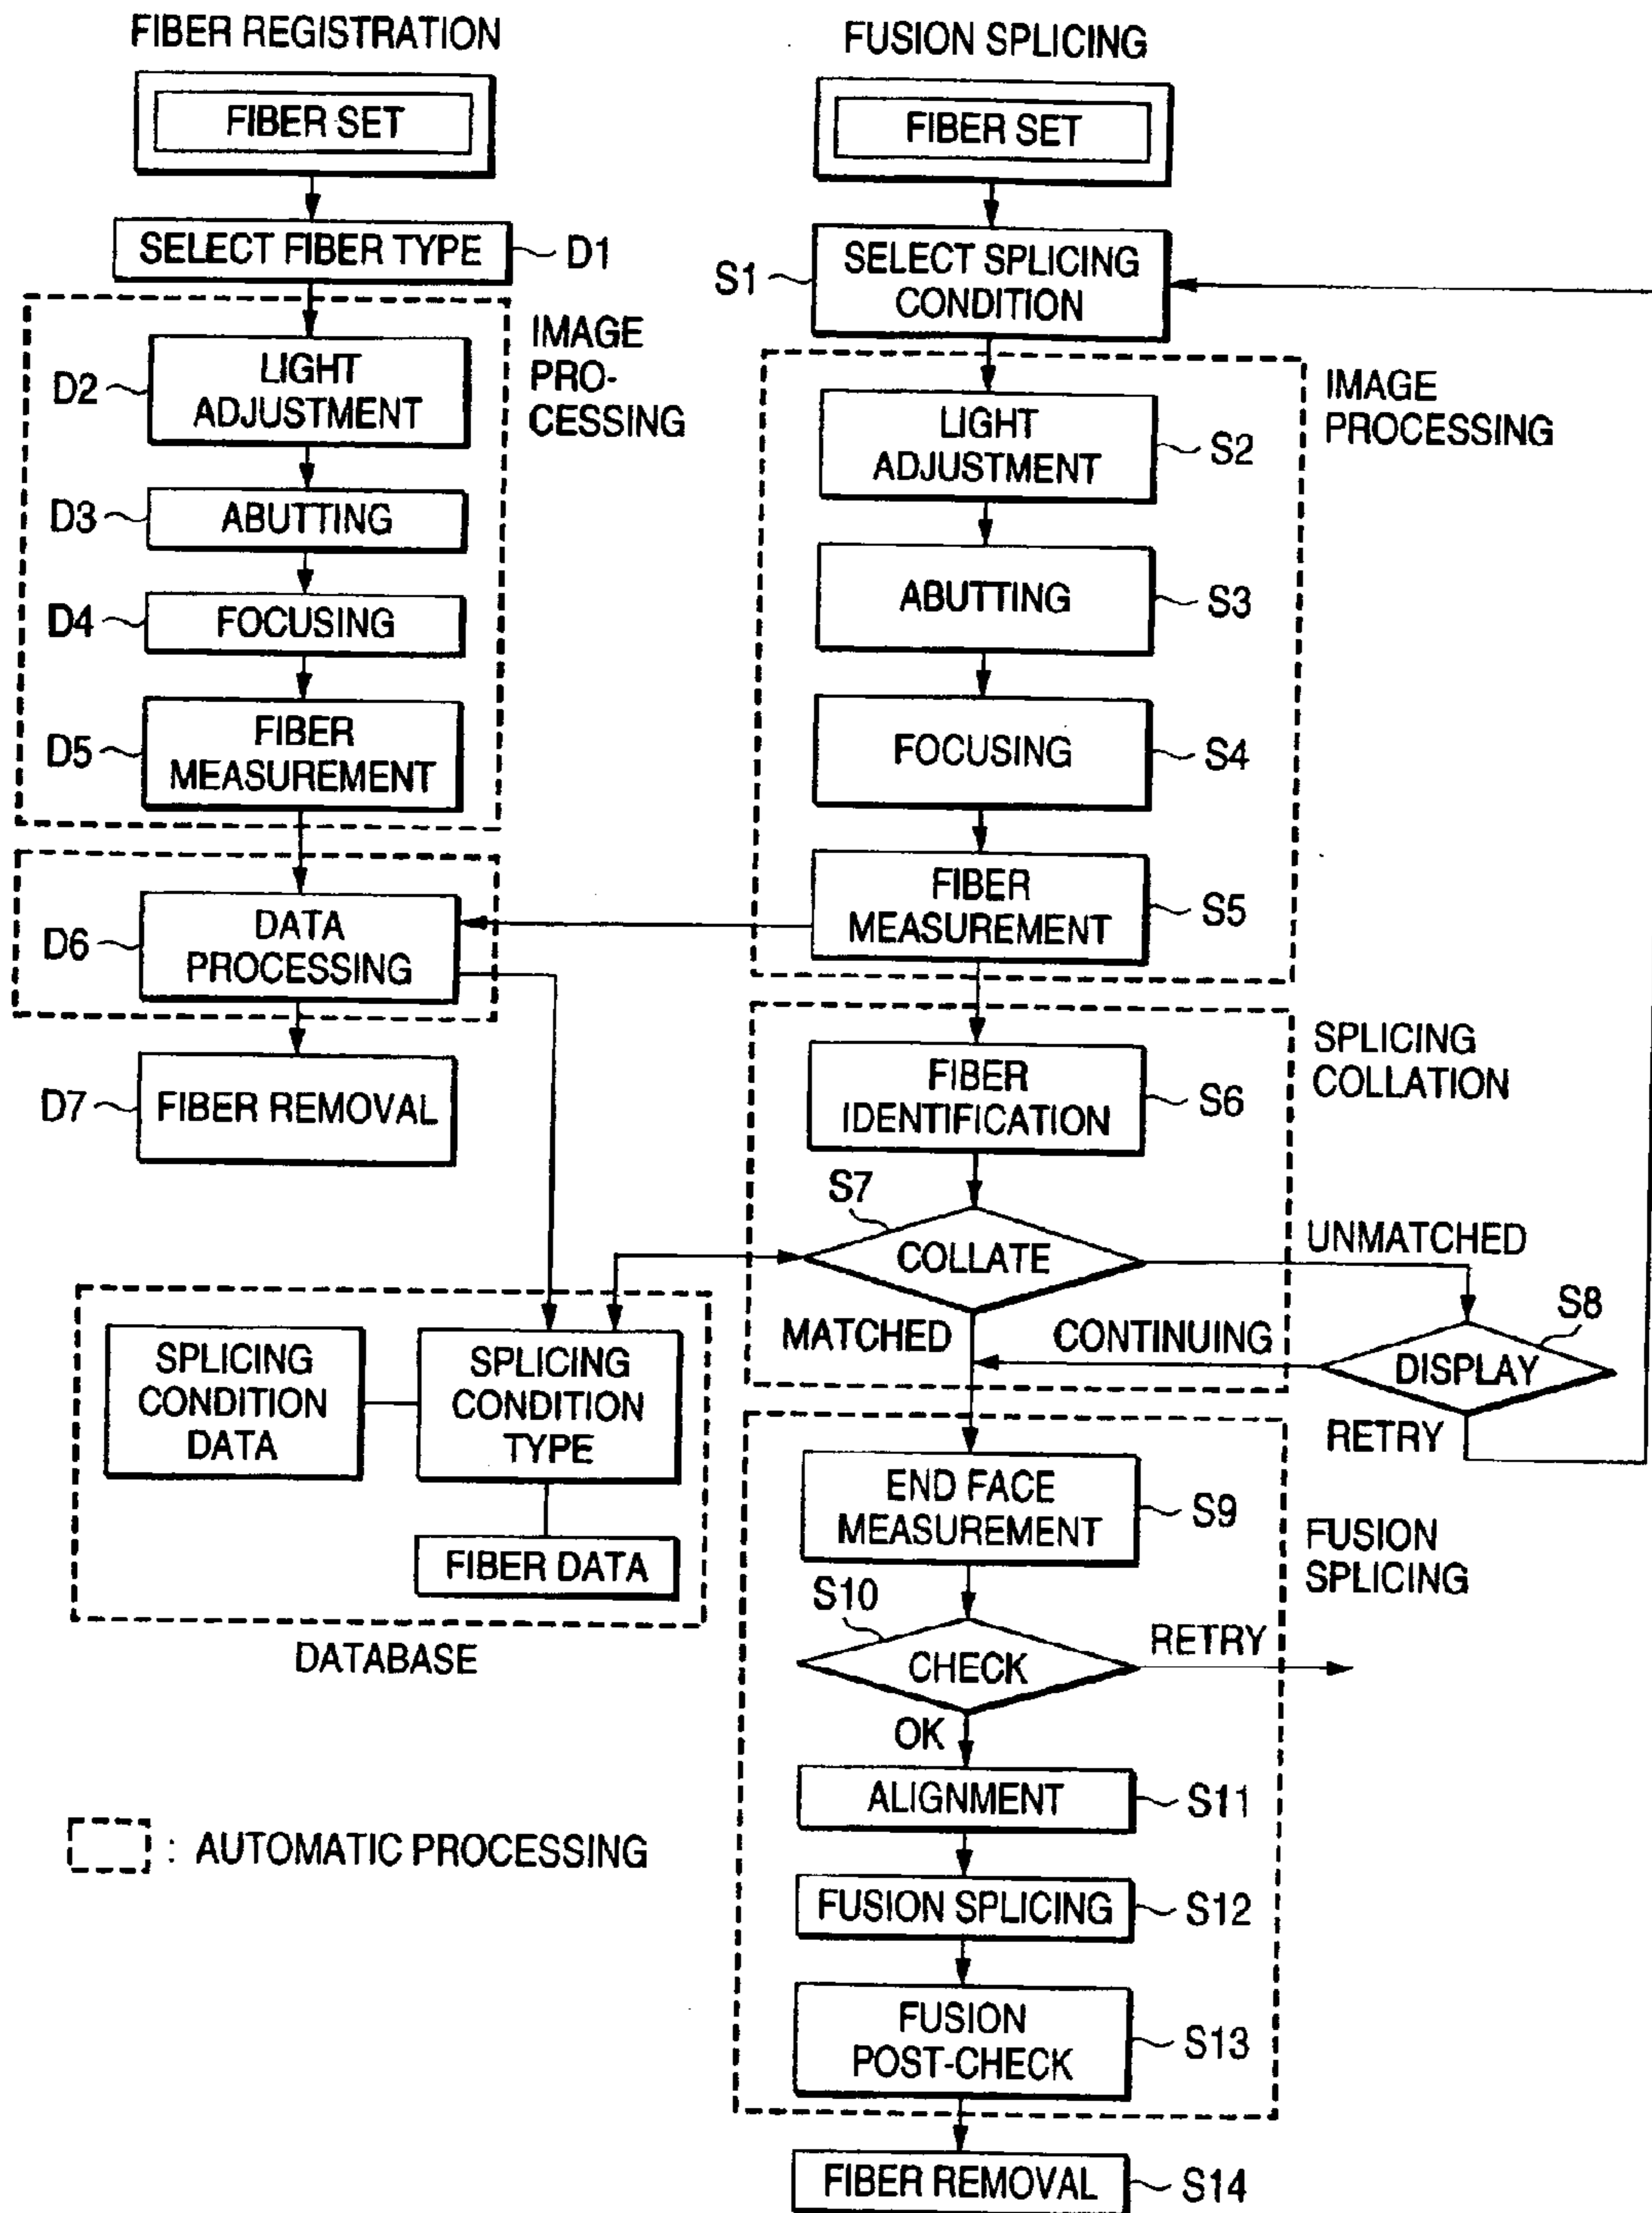 FIBER REGISTRATION
FIBER SET
SELECT FIBER TYPE
D1
IMAGE
PRO-
CESSING
D2
LIGHT
ADJUSTMENT
D3
ABUTTING
D4
FOCUSING
D5
FIBER
MEASUREMENT
D6
DATA
PROCESSING
D7
FIBER REMOVAL
SPLICING
CONDITION
DATA
SPLICING
CONDITION
TYPE
FIBER DATA
DATABASE
: AUTOMATIC PROCESSING
FUSION SPLICING
FIBER SET
S1
SELECT SPLICING
CONDITION
IMAGE
PROCESSING
LIGHT
ADJUSTMENT
S2
ABUTTING
S3
FOCUSING
S4
FIBER
MEASUREMENT
S5
SPLICING
COLLATION
FIBER
IDENTIFICATION
S6
S7
COLLATE
UNMATCHED
MATCHED
CONTINUING
S8
DISPLAY
RETRY
END FACE
MEASUREMENT
S9
FUSION
SPLICING
S10
CHECK
RETRY
OK
ALIGNMENT
S11
FUSION SPLICING
S12
FUSION
POST-CHECK
S13
FIBER REMOVAL
S14